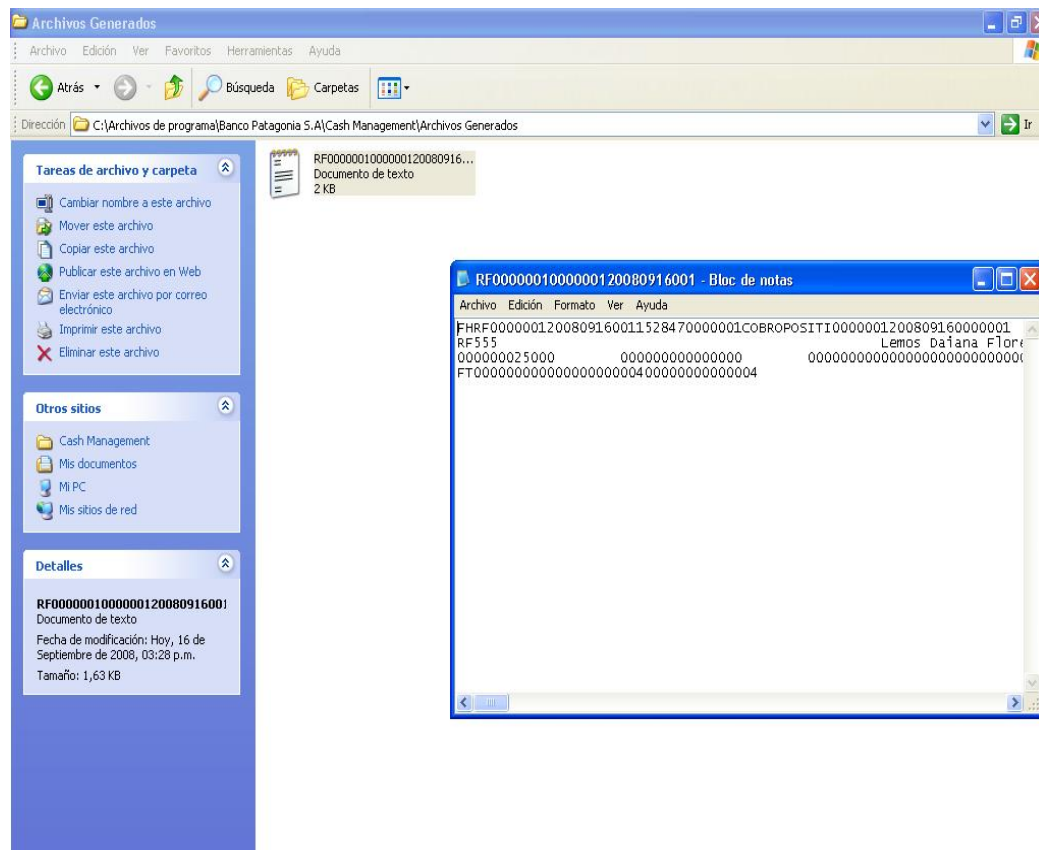 Archivos Generados
Archivo Edición Ver Favoritos Herramientas Ayuda
Atrás Búsqueda Carpetas
Dirección C:\Archivos de programa\Banco Patagonia S.A\Cash Management\Archivos Generados Ir
Tareas de archivo y carpeta
Cambiar nombre a este archivo
Mover este archivo
Copiar este archivo
Publicar este archivo en Web
Enviar este archivo por correo
electrónico
Imprimir este archivo
Eliminar este archivo
Otros sitios
Cash Management
Mis documentos
Mi PC
Mis sitios de red
Detalles
RF0000001000000120080916001
Documento de texto
Fecha de modificación: Hoy, 16 de
Septiembre de 2008, 03:28 p.m.
Tamaño: 1,63 KB
RF0000001000000120080916...
Documento de texto
2 KB
RF0000001000000120080916001 - Bloc de notas
Archivo Edición Formato Ver Ayuda
FHRF0000001200809160011528470000001COBROPOSITI0000001200809160000001
RF555 Lemos Daiana Flore
000000025000 000000000000000
FT000000000000000000040000000000004